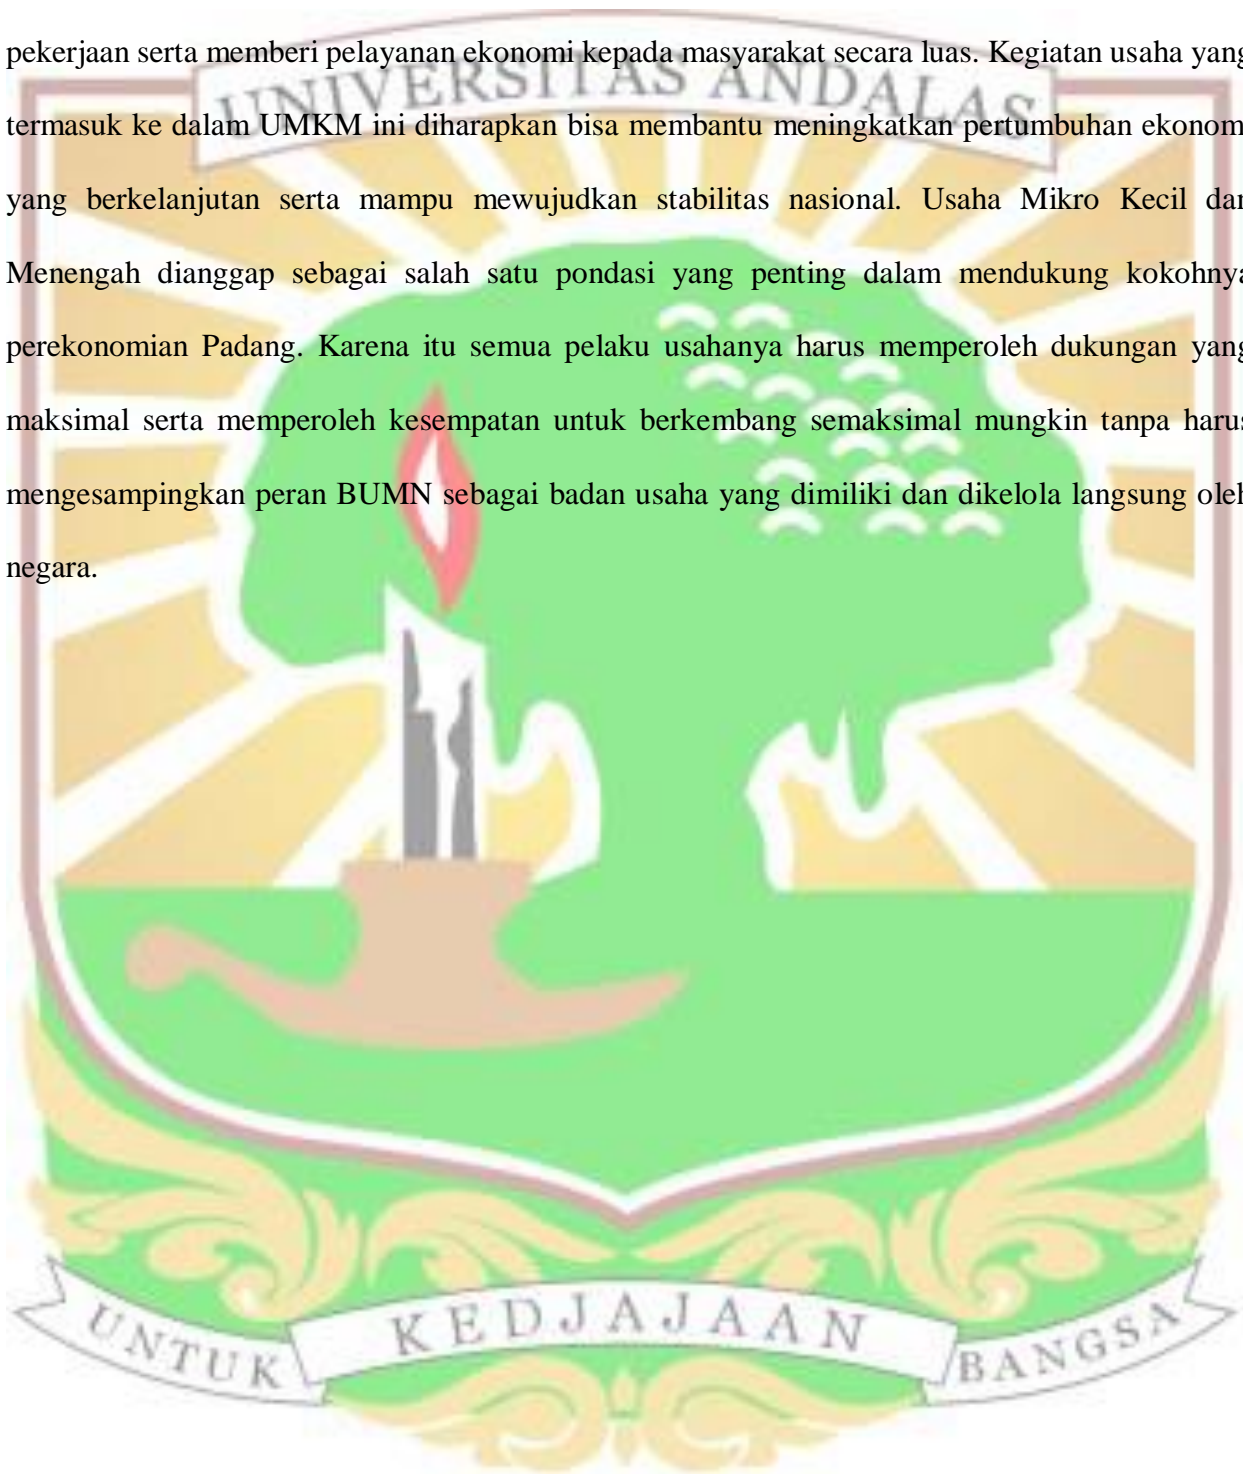 pekerjaan serta memberi pelayanan ekonomi kepada masyarakat secara luas. Kegiatan usaha yang
UNIVERSITAS ANDALAS
termasuk ke dalam UMKM ini diharapkan bisa membantu meningkatkan pertumbuhan ekonomi
yang berkelanjutan serta mampu mewujudkan stabilitas nasional. Usaha Mikro Kecil dan
Menengah dianggap sebagai salah satu pondasi yang penting dalam mendukung kokohnya
perekonomian Padang. Karena itu semua pelaku usahanya harus memperoleh dukungan yang
maksimal serta memperoleh kesempatan untuk berkembang semaksimal mungkin tanpa harus
mengesampingkan peran BUMN sebagai badan usaha yang dimiliki dan dikelola langsung oleh
negara.
UNTUK KEDJAJAAN BANGSA